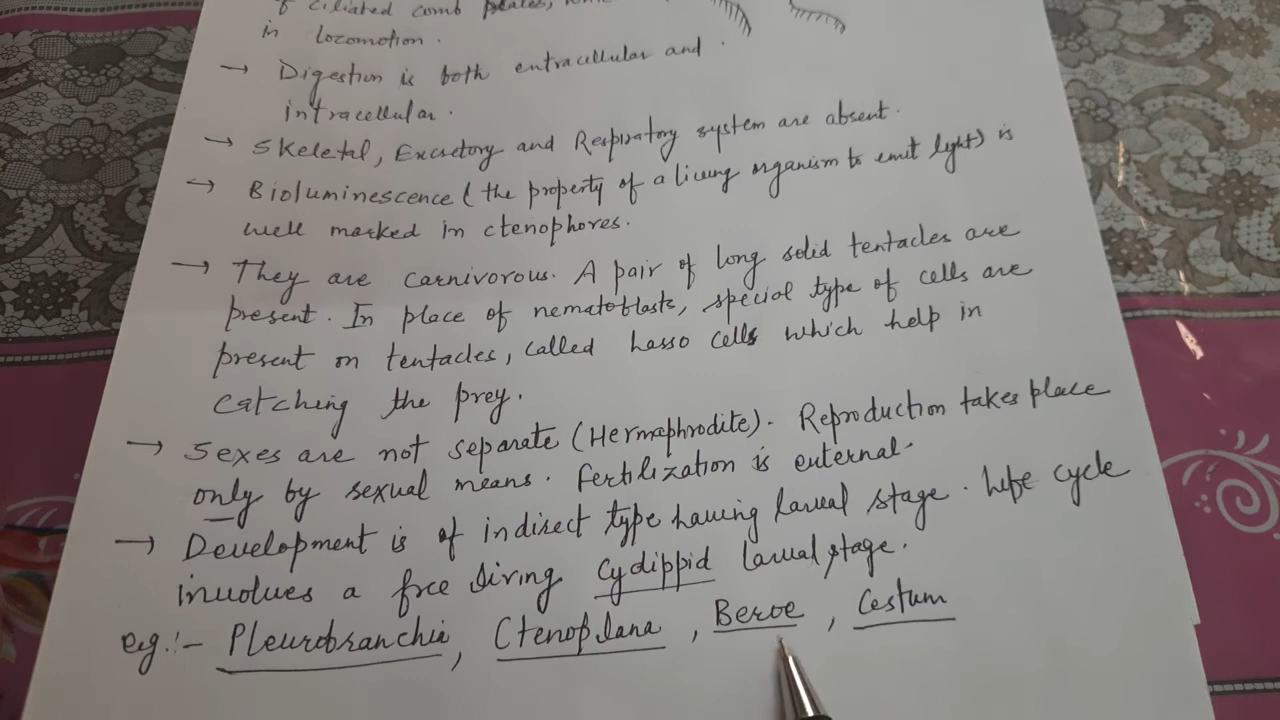 of ciliated comb plates,
in locomotion.
→ Digestion is both extracellular and
intracellular.
→ Skeletal, Excretory and Respiratory system are absent.
→ Bioluminescence (the property of a living organism to emit light) is
well marked in ctenophores.
→ They are carnivorous. A pair of long solid tentacles are
present. In place of nematoblasts, special type of cells are
present on tentacles, called Lasso cells which help in
catching the prey.
→ Sexes are not separate (Hermaphrodite). Reproduction takes place
only by sexual means. Fertilization is external.
→ Development is of indirect type having larval stage. Life cycle
involves a free living Cydippid larval stage.
eg:- Pleurobranchia, Ctenoplana, Beroe, Cestum